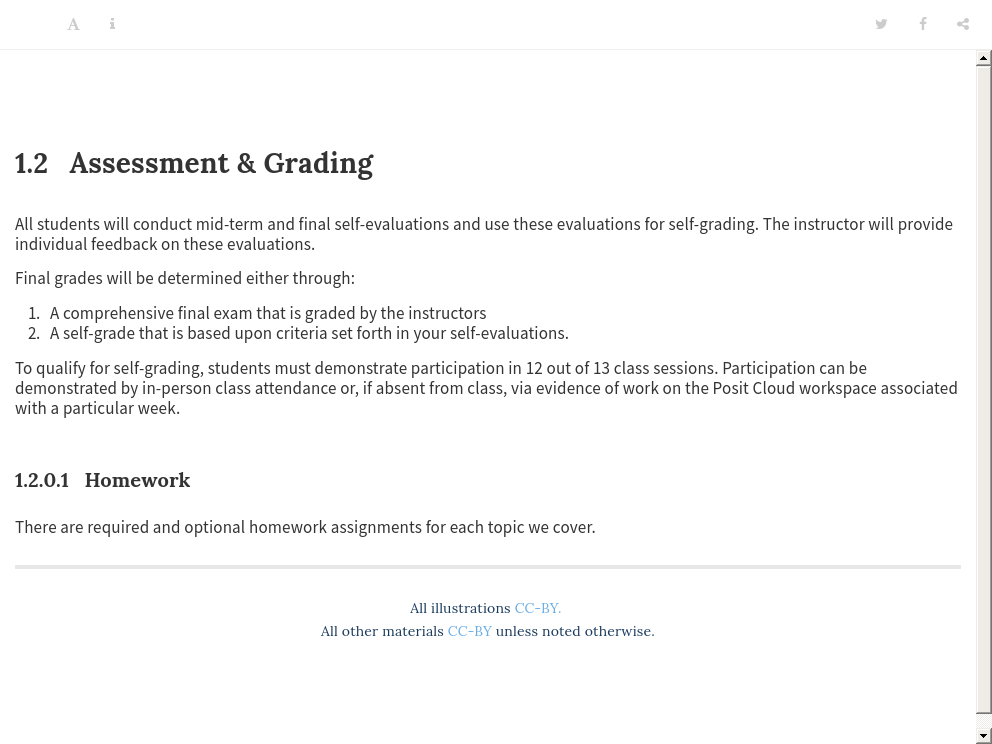 1.2 Assessment & Grading
All students will conduct mid-term and final self-evaluations and use these evaluations for self-grading. The instructor will provide
individual feedback on these evaluations.
Final grades will be determined either through:
1. A comprehensive final exam that is graded by the instructors
2. A self-grade that is based upon criteria set forth in your self-evaluations.
To qualify for self-grading, students must demonstrate participation in 12 out of 13 class sessions. Participation can be
demonstrated by in-person class attendance or, if absent from class, via evidence of work on the Posit Cloud workspace associated
with a particular week.
1.2.0.1 Homework
There are required and optional homework assignments for each topic we cover.
All illustrations CC-BY.
All other materials CC-BY unless noted otherwise.